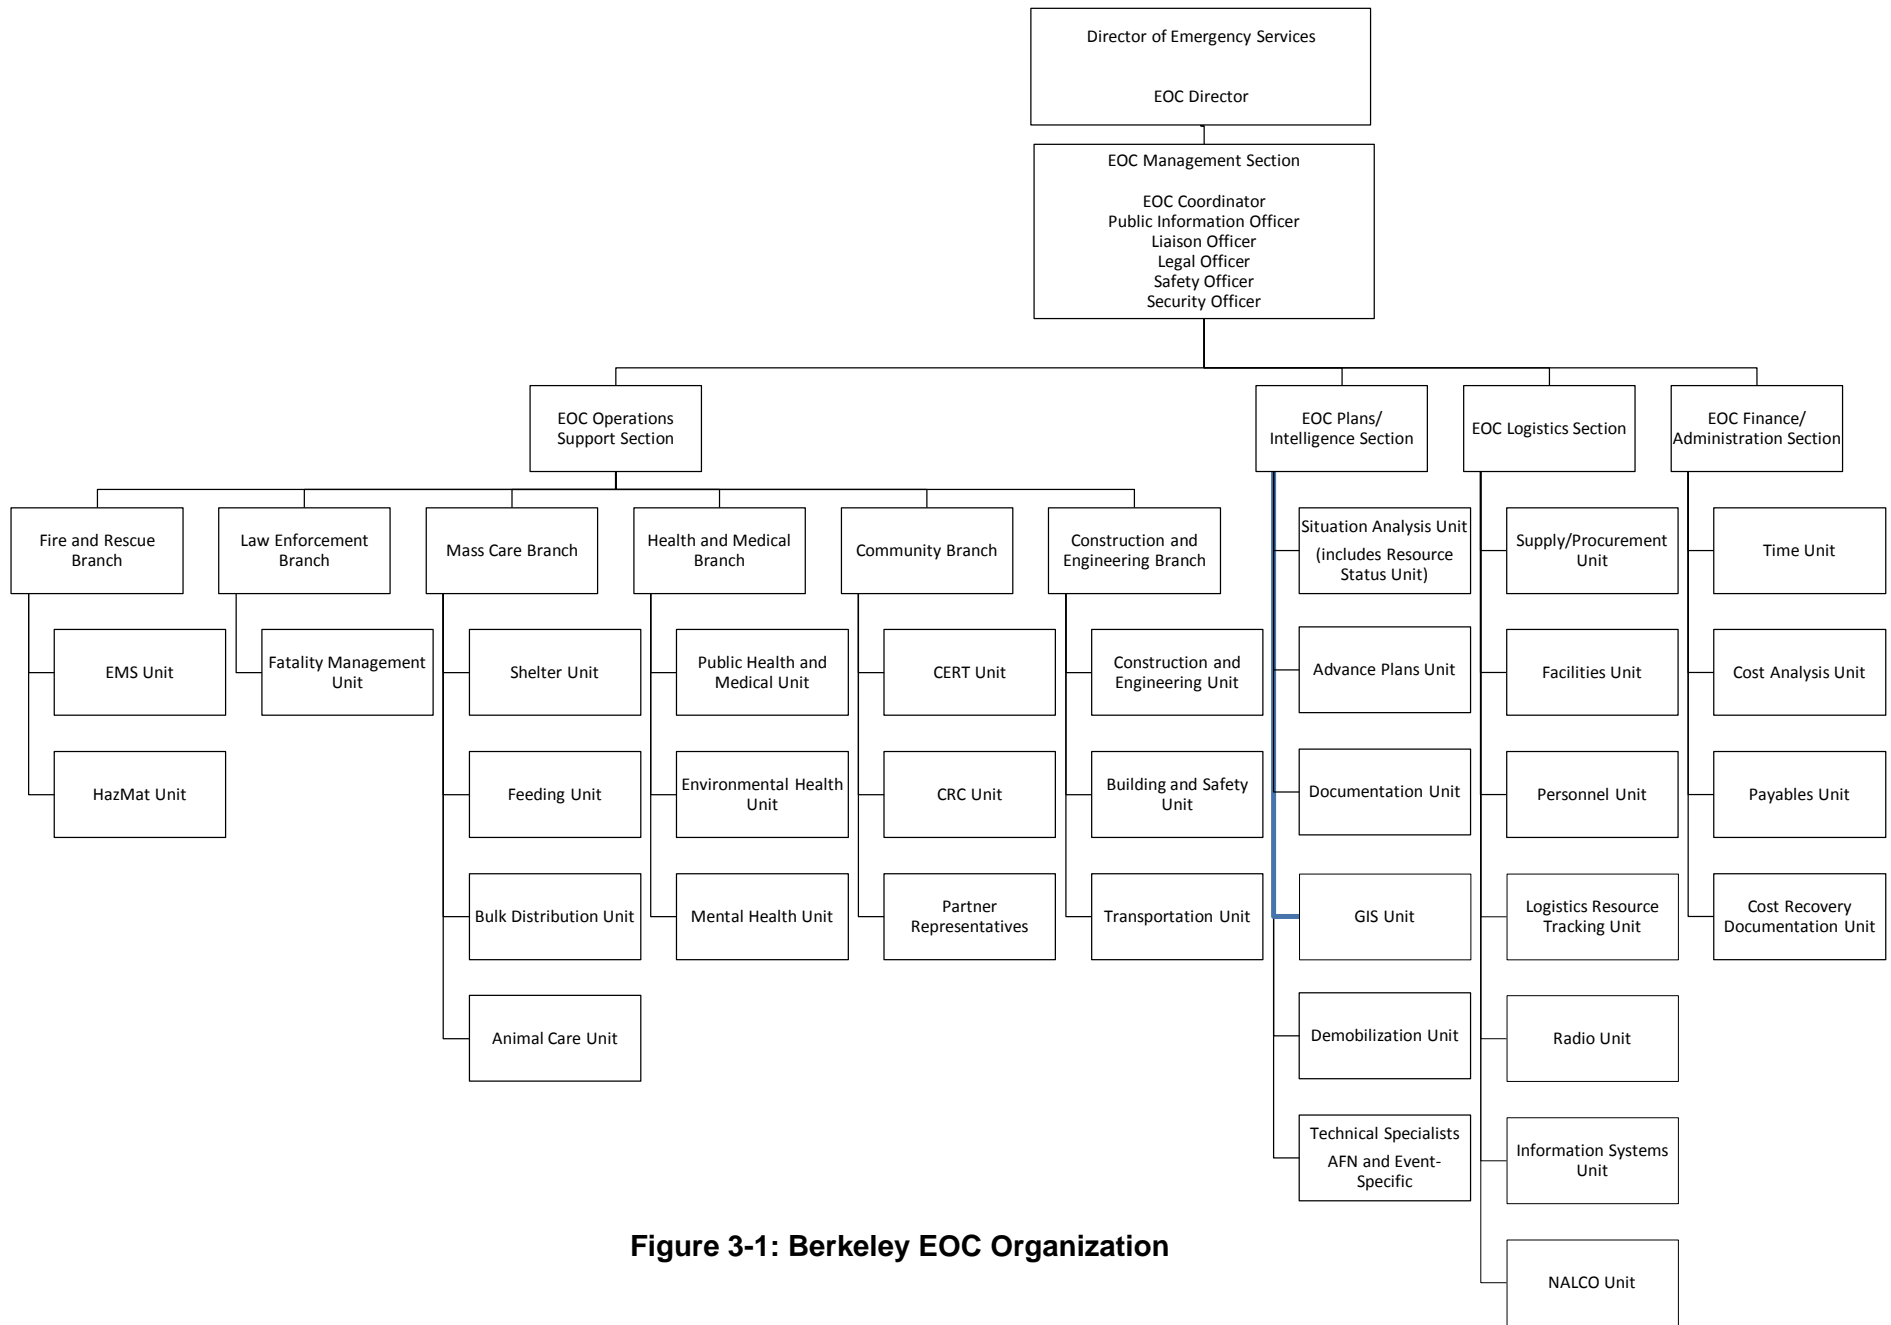 Director of Emergency Services
EOC Director
EOC Management Section
EOC Coordinator
Public Information Officer
Liaison Officer
Legal Officer
Safety Officer
Security Officer
EOC Operations
Support Section
EOC Plans/
Intelligence Section
EOC Logistics Section
EOC Finance/
Administration Section
Fire and Rescue
Branch
Law Enforcement
Branch
Mass Care Branch
Health and Medical
Branch
Community Branch
Construction and
Engineering Branch
Situation Analysis Unit
(includes Resource
Status Unit)
Supply/Procurement
Unit
Time Unit
EMS Unit
Fatality Management
Unit
Shelter Unit
Public Health and
Medical Unit
CERT Unit
Construction and
Engineering Unit
Advance Plans Unit
Facilities Unit
Cost Analysis Unit
HazMat Unit
Feeding Unit
Environmental Health
Unit
CRC Unit
Building and Safety
Unit
Documentation Unit
Personnel Unit
Payables Unit
Bulk Distribution Unit
Mental Health Unit
Partner
Representatives
Transportation Unit
GIS Unit
Logistics Resource
Tracking Unit
Cost Recovery
Documentation Unit
Animal Care Unit
Demobilization Unit
Radio Unit
Technical Specialists
AFN and Event-
Specific
Information Systems
Unit
NALCO Unit
Figure 3-1: Berkeley EOC Organization